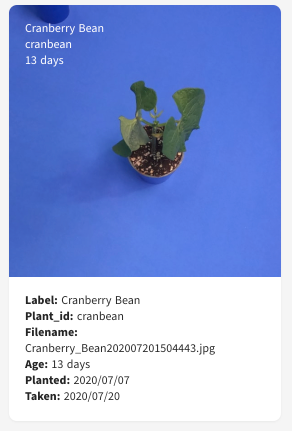 Cranberry Bean
cranbean
13 days
Label: Cranberry Bean
Plant_id: cranbean
Filename:
Cranberry_Bean202007201504443.jpg
Age: 13 days
Planted: 2020/07/07
Taken: 2020/07/20